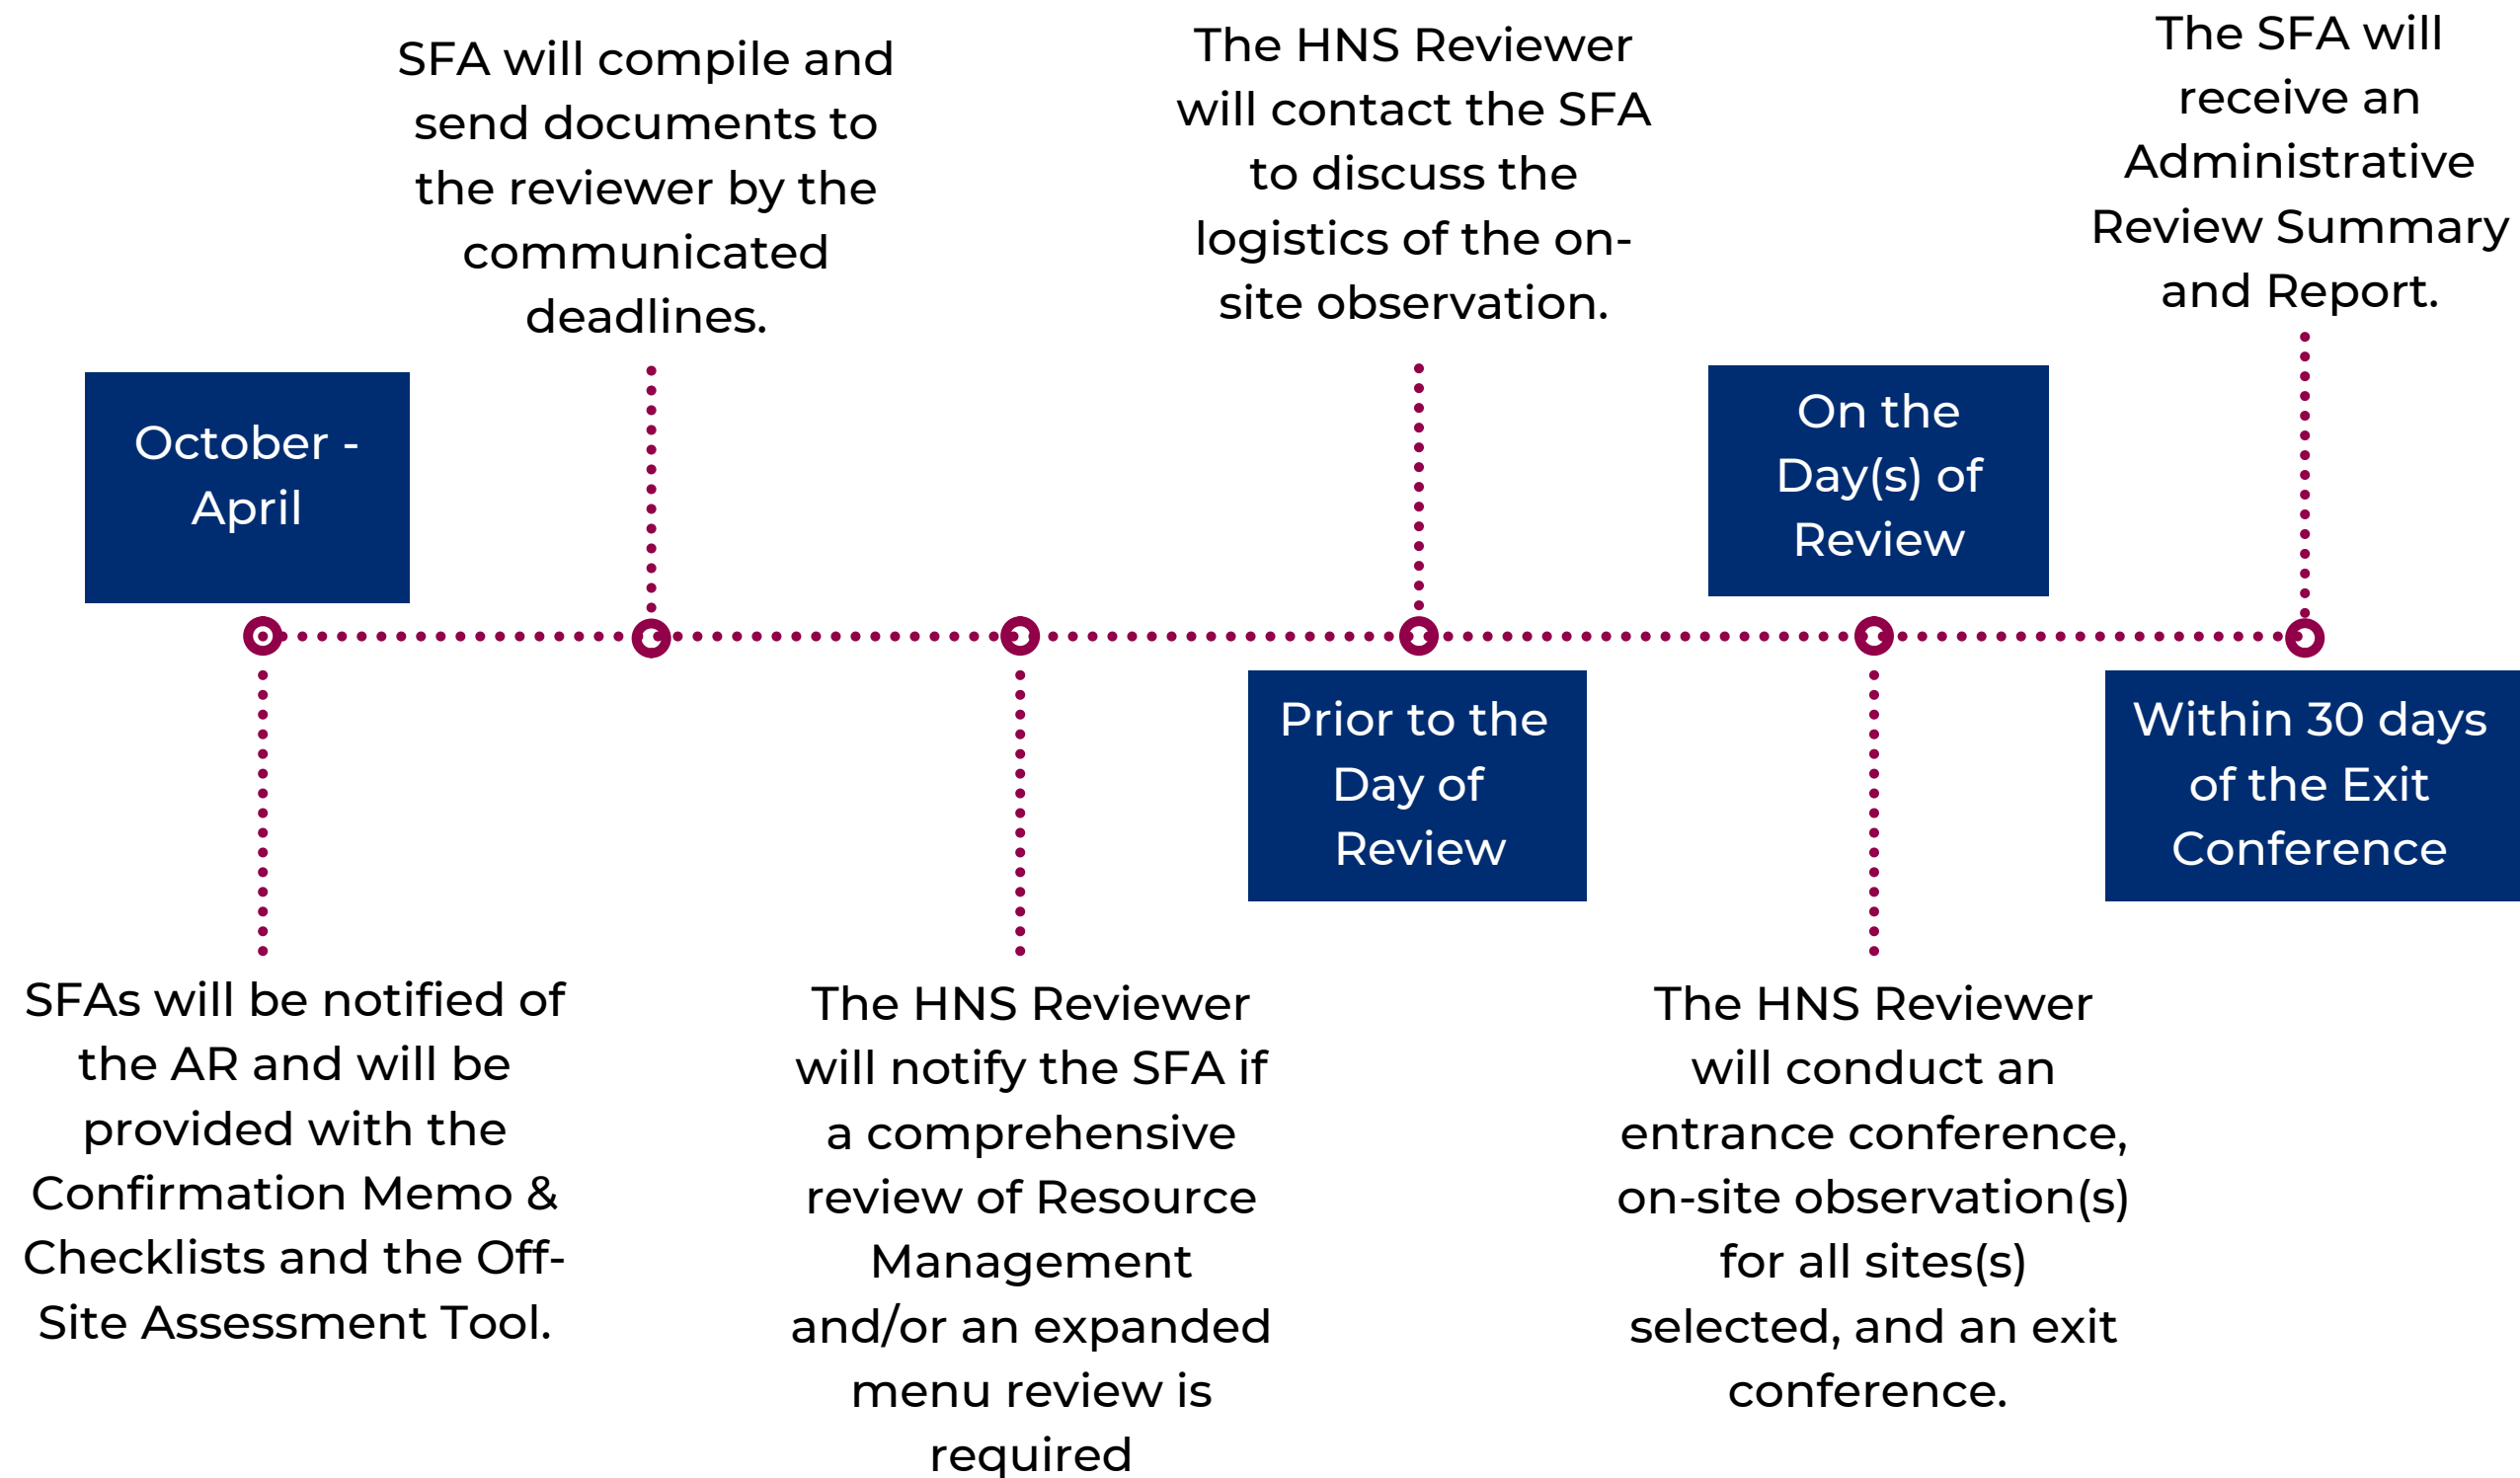 October -
April
SFAs will be notified of
the AR and will be
provided with the
Confirmation Memo &
Checklists and the Off-
Site Assessment Tool.
SFA will compile and
send documents to
the reviewer by the
communicated
deadlines.
The HNS Reviewer
will notify the SFA if
a comprehensive
review of Resource
Management
and/or an expanded
menu review is
required
The HNS Reviewer
will contact the SFA
to discuss the
logistics of the on-
site observation.
Prior to the
Day of
Review
On the
Day(s) of
Review
The HNS Reviewer
will conduct an
entrance conference,
on-site observation(s)
for all sites(s)
selected, and an exit
conference.
The SFA will
receive an
Administrative
Review Summary
and Report.
Within 30 days
of the Exit
Conference